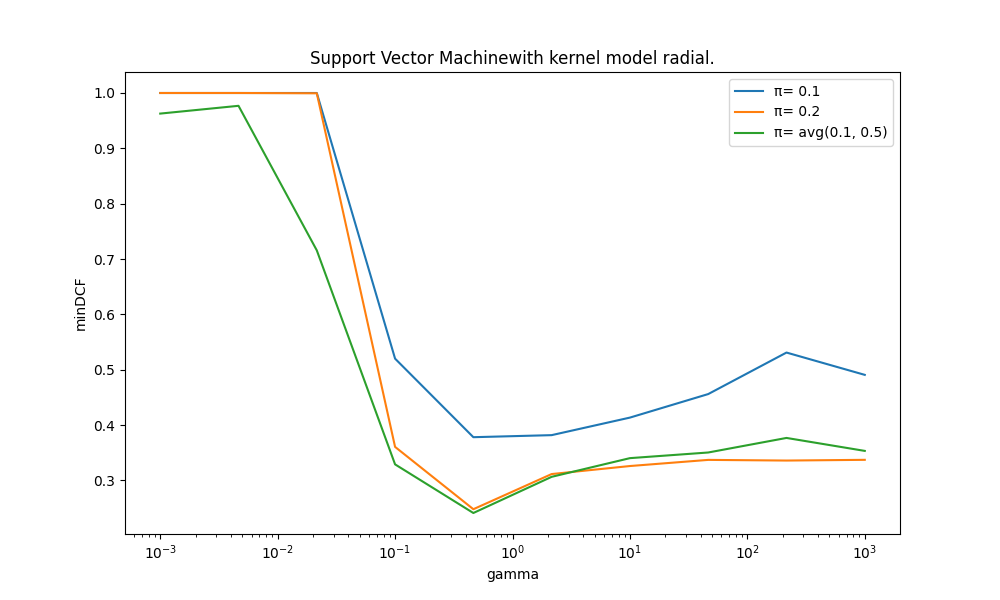 Support Vector Machinewith kernel model radial.
π= 0.1
π= 0.2
π= avg(0.1, 0.5)
1.0
0.9
0.8
0.7
0.6
0.5
0.4
0.3
minDCF
10⁻³ 10⁻² 10⁻¹ 10⁰ 10¹ 10² 10³
gamma